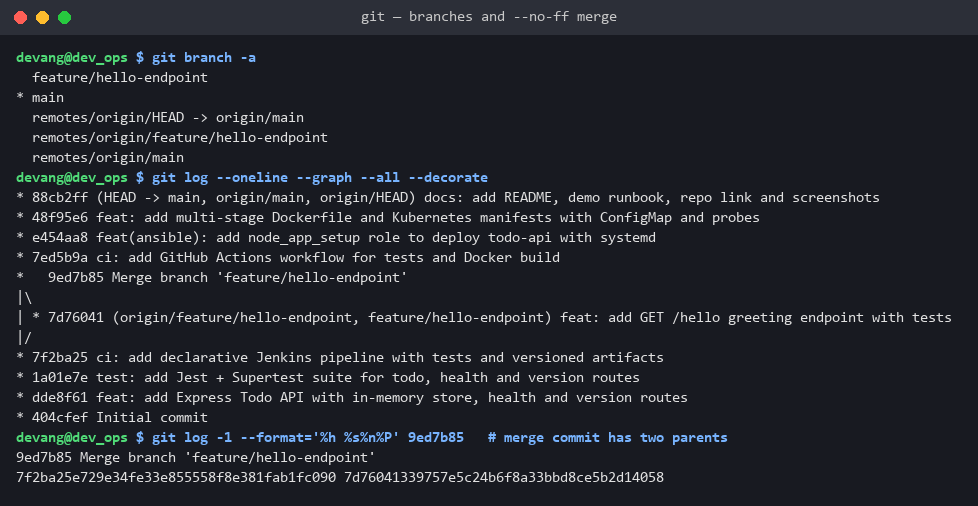 git — branches and --no-ff merge
devang@dev_ops $ git branch -a
  feature/hello-endpoint
* main
  remotes/origin/HEAD -> origin/main
  remotes/origin/feature/hello-endpoint
  remotes/origin/main
devang@dev_ops $ git log --oneline --graph --all --decorate
* 88cb2ff (HEAD -> main, origin/main, origin/HEAD) docs: add README, demo runbook, repo link and screenshots
* 48f95e6 feat: add multi-stage Dockerfile and Kubernetes manifests with ConfigMap and probes
* e454aa8 feat(ansible): add node_app_setup role to deploy todo-api with systemd
* 7ed5b9a ci: add GitHub Actions workflow for tests and Docker build
*   9ed7b85 Merge branch 'feature/hello-endpoint'
|\
| * 7d76041 (origin/feature/hello-endpoint, feature/hello-endpoint) feat: add GET /hello greeting endpoint with tests
|/
* 7f2ba25 ci: add declarative Jenkins pipeline with tests and versioned artifacts
* 1a01e7e test: add Jest + Supertest suite for todo, health and version routes
* dde8f61 feat: add Express Todo API with in-memory store, health and version routes
* 404cfef Initial commit
devang@dev_ops $ git log -1 --format='%h %s%n%P' 9ed7b85   # merge commit has two parents
9ed7b85 Merge branch 'feature/hello-endpoint'
7f2ba25e729e34fe33e855558f8e381fab1fc090 7d76041339757e5c24b6f8a33bbd8ce5b2d14058